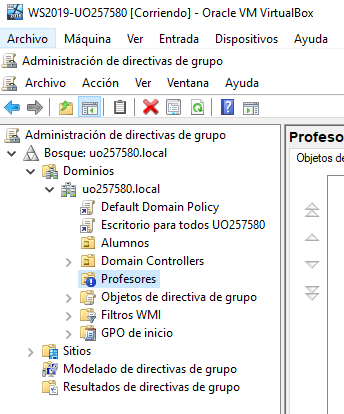 WS2019-UO257580 [Corriendo] - Oracle VM VirtualBox
Archivo Máquina Ver Entrada Dispositivos Ayuda
Administración de directivas de grupo
Archivo Acción Ver Ventana Ayuda
Administración de directivas de grupo
Bosque: uo257580.local
Dominios
uo257580.local
Default Domain Policy
Escritorio para todos UO257580
Alumnos
Domain Controllers
Profesores
Objetos de directiva de grupo
Filtros WMI
GPO de inicio
Sitios
Modelado de directivas de grupo
Resultados de directivas de grupo
Profeso
Objetos de